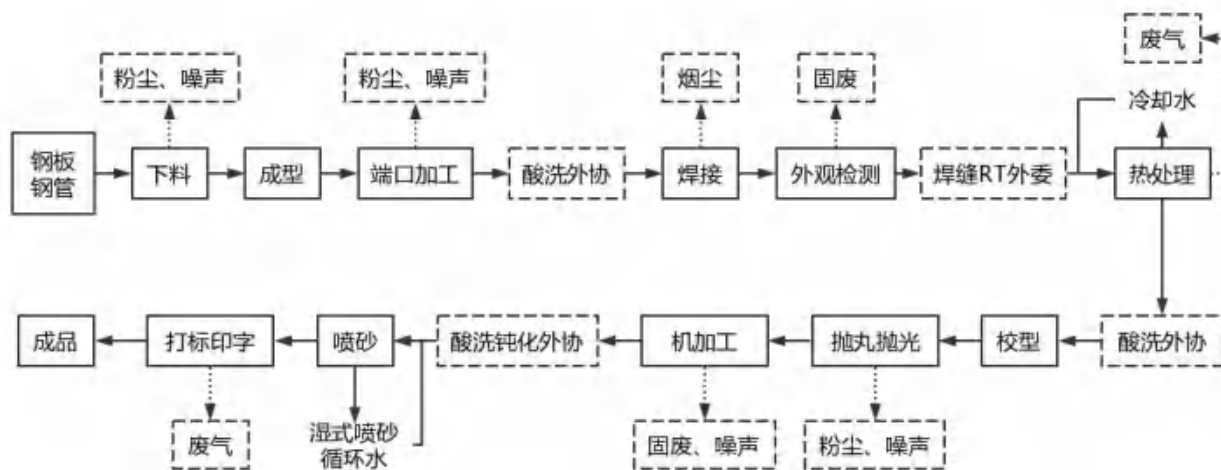 废气
粉尘、噪声
粉尘、噪声
烟尘
固废
冷却水
钢板
钢管
下料
成型
端口加工
酸洗外协
焊接
外观检测
焊缝RT外委
热处理
成品
打标印字
喷砂
酸洗钝化外协
机加工
抛丸抛光
校型
酸洗外协
废气
湿式喷砂
循环水
固废、噪声
粉尘、噪声